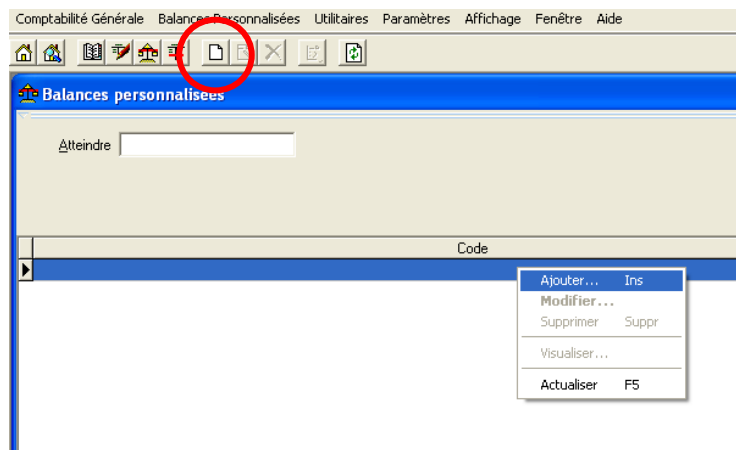 Comptabilité Générale Balances Personnalisées Utilitaires Paramètres Affichage Fenêtre Aide
Balances personnalisées
Atteindre
Code
Ajouter... Ins
Modifier...
Supprimer Suppr
Visualiser...
Actualiser F5